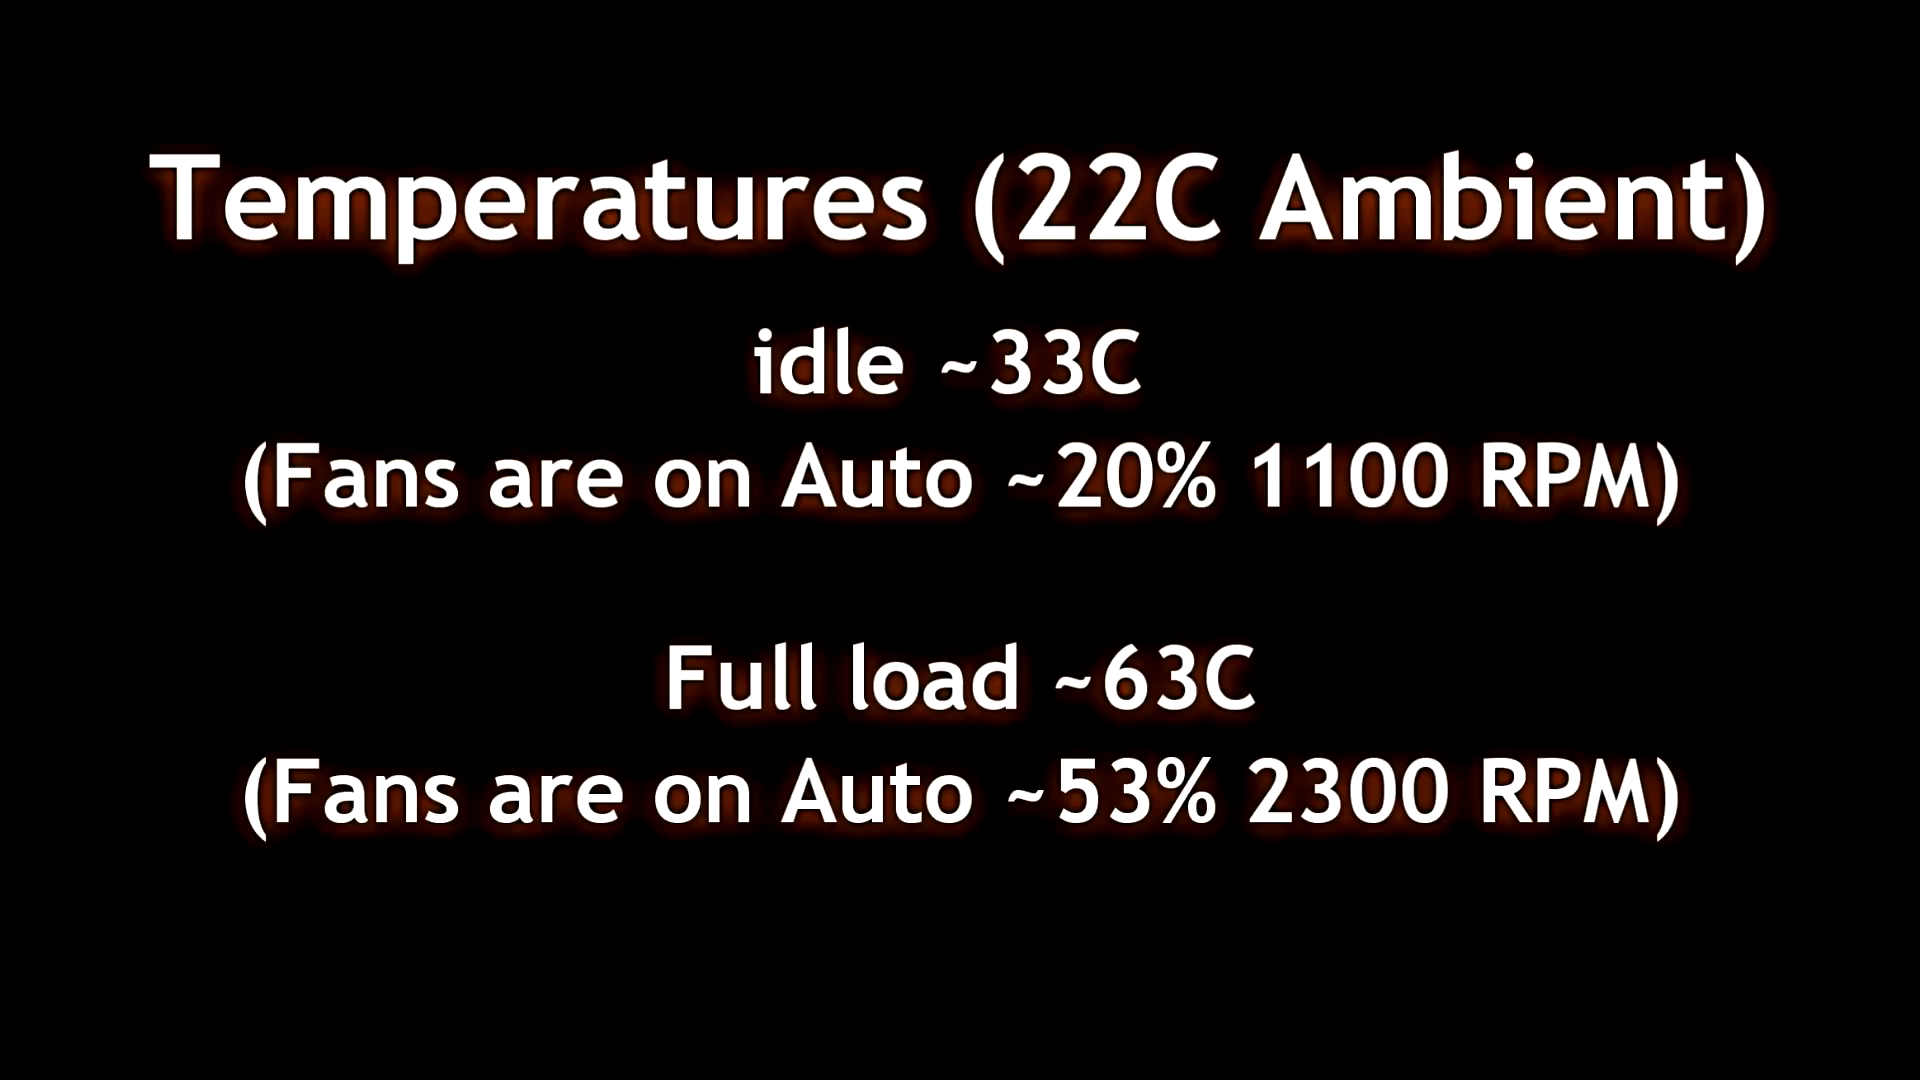 Temperatures (22C Ambient)
idle ~33C
(Fans are on Auto ~20% 1100 RPM)
Full load ~63C
(Fans are on Auto ~53% 2300 RPM)